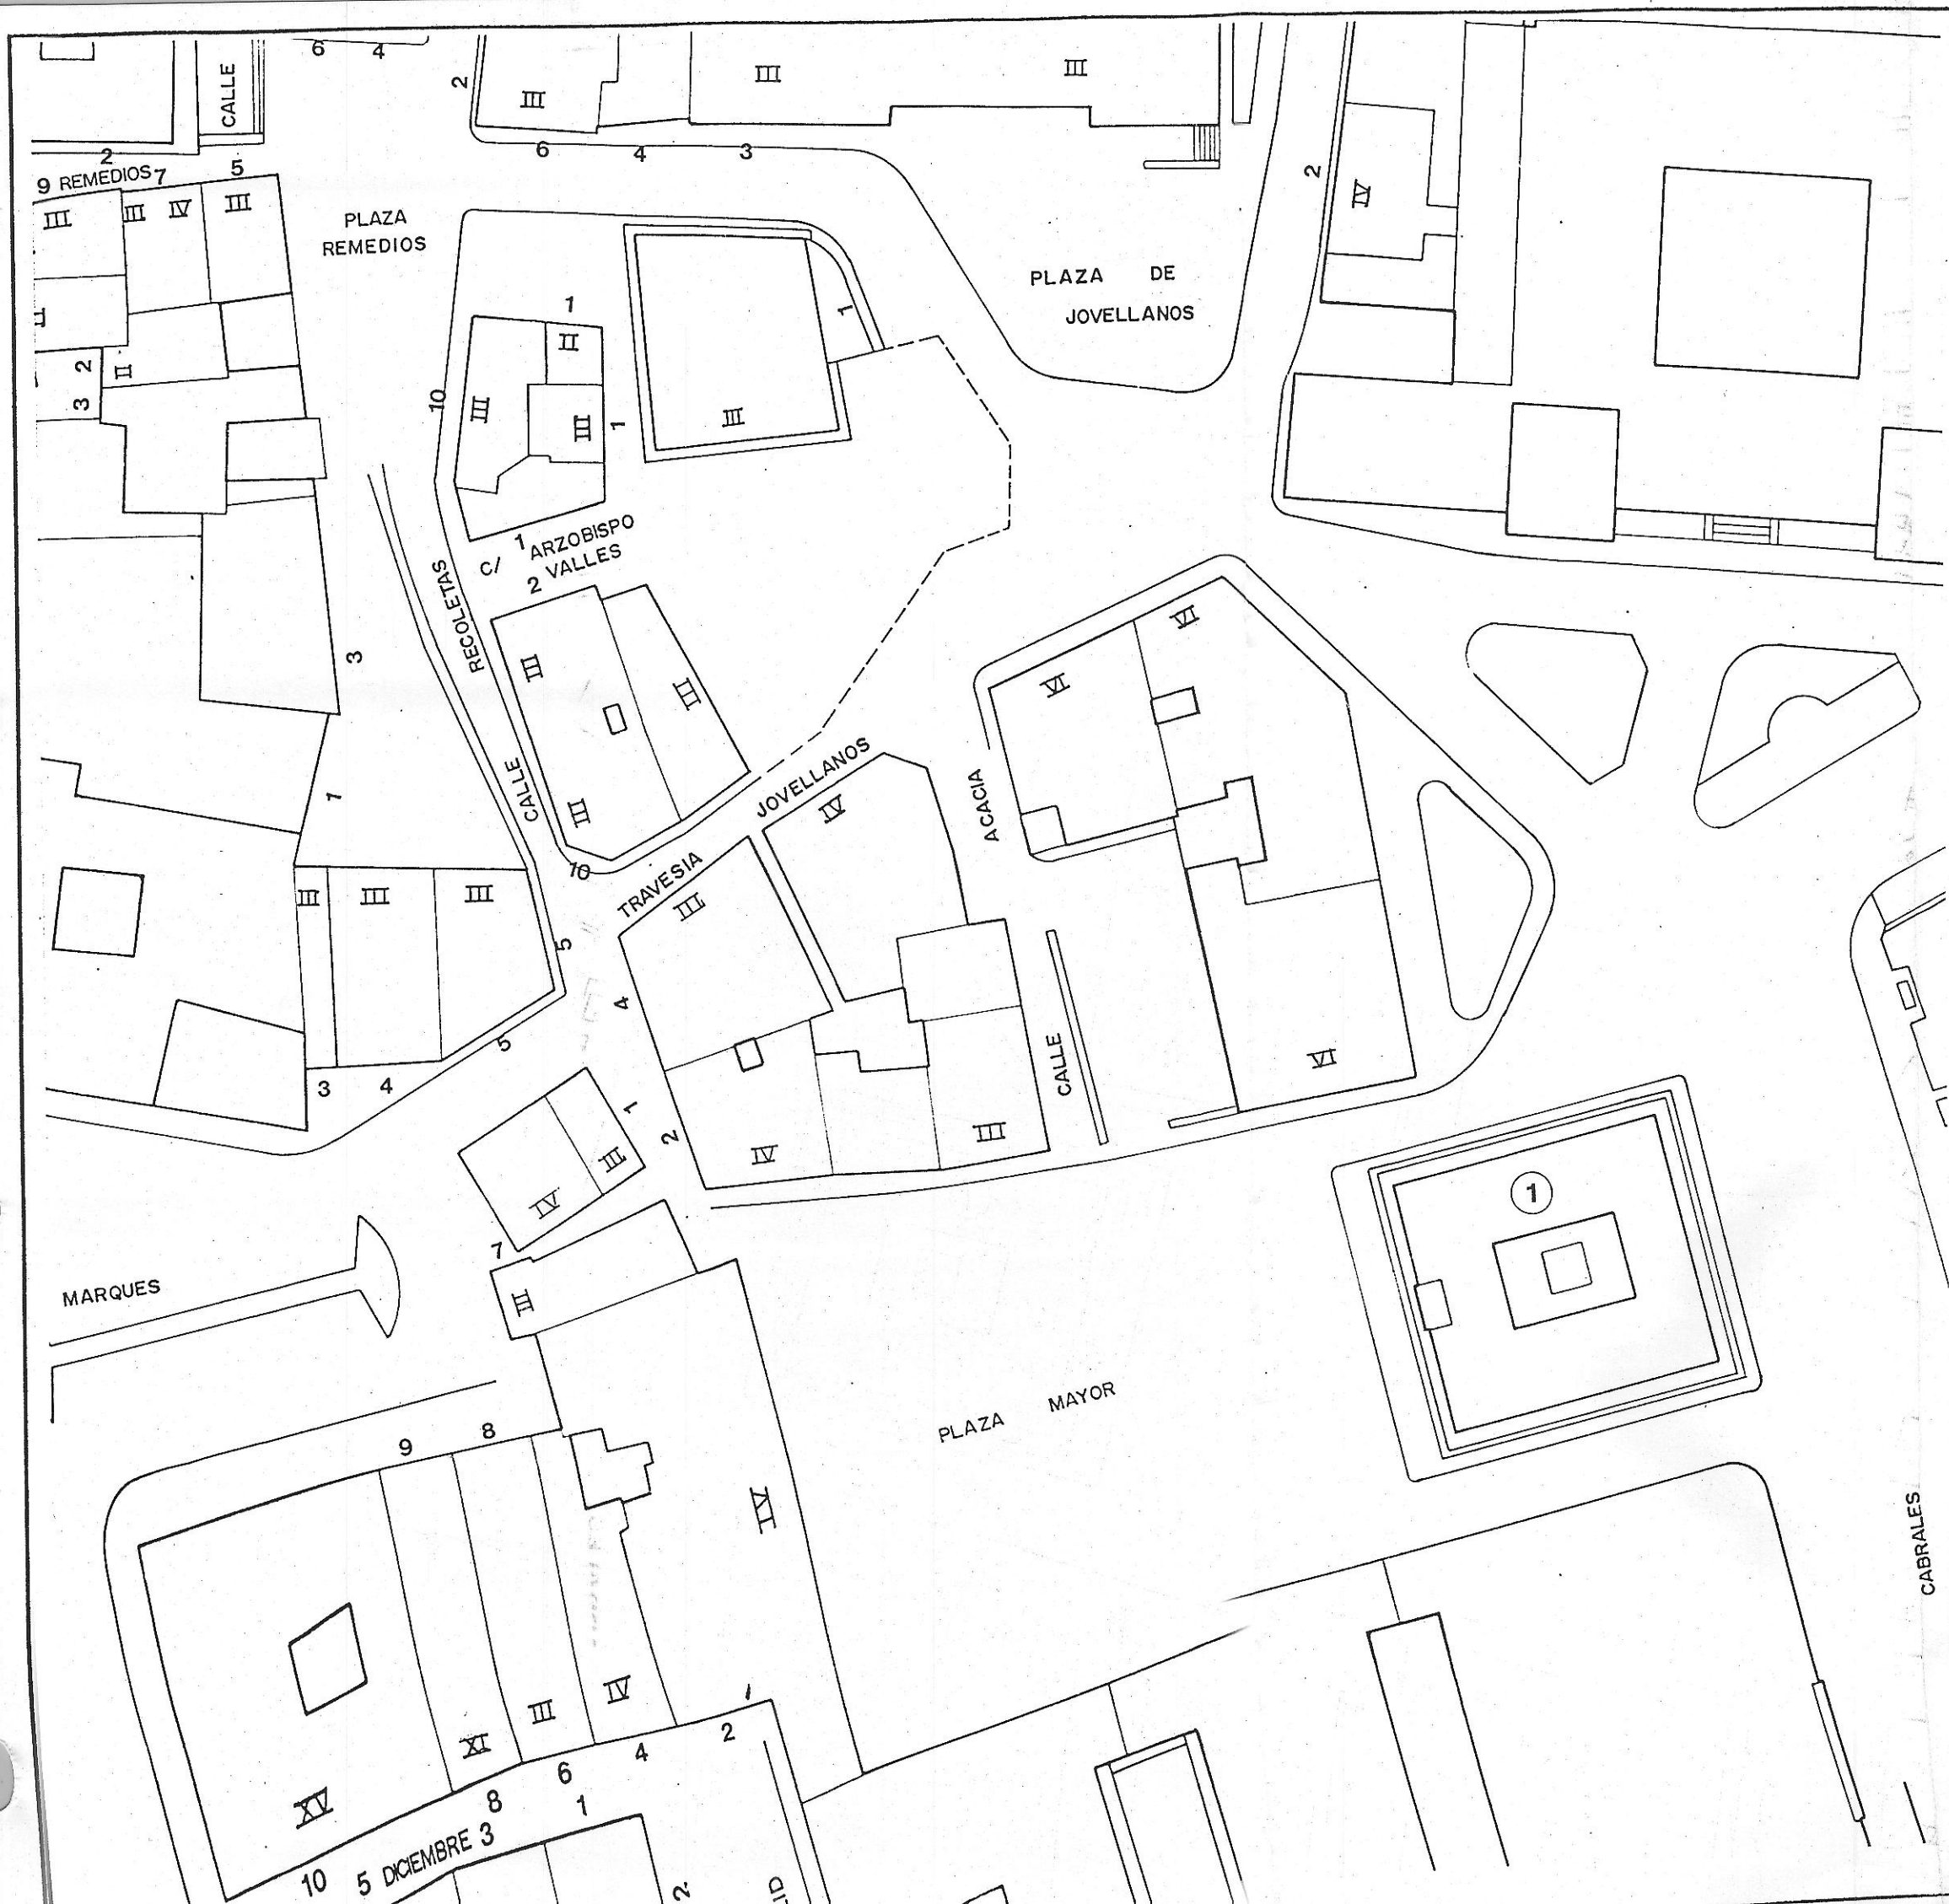 6 4
CALLE
2
III
III
III
6 4 3
2
9 REMEDIOS 7 5
III
III IV III
PLAZA
REMEDIOS
PLAZA DE
JOVELLANOS
2
IV
1
II
1
10
III
III
1
III
2
3
II
1
C/ ARZOBISPO
2 VALLES
CALLE RECOLETAS
3
III
III
III
1
10
TRAVESIA JOVELLANOS
IV
III
VI
VI
ACACIA
CALLE
VI
III
III
III
5
5
3 4
4
2
1
IV
III
III
IV
7
III
MARQUES
IV
1
PLAZA MAYOR
CABRALES
9 8
XV
XI
III
IV
2
4
6
8
10
1
3
5 DICIEMBRE
2